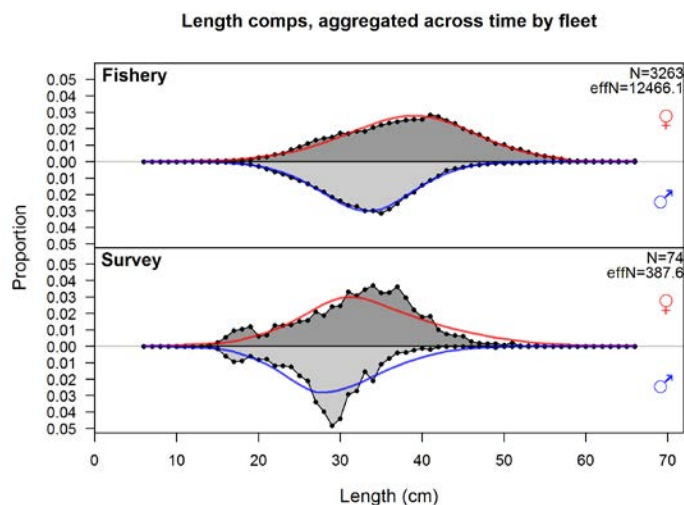 Length comps, aggregated across time by fleet
Fishery
N=3263
effN=12466.1
♀
♂
0.05
0.04
0.03
0.02
0.01
0.00
0.01
0.02
0.03
0.04
0.05
Survey
N=74
effN=387.6
♀
♂
0.05
0.04
0.03
0.02
0.01
0.00
0.01
0.02
0.03
0.04
0.05
Proportion
0 10 20 30 40 50 60 70
Length (cm)